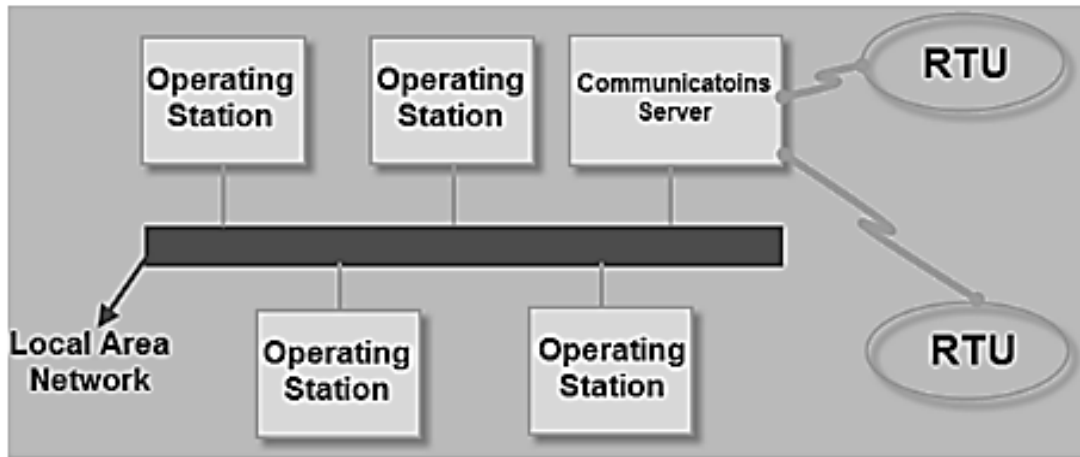 Operating
Station
Operating
Station
Communicatoins
Server
RTU
Local Area
Network
Operating
Station
Operating
Station
RTU